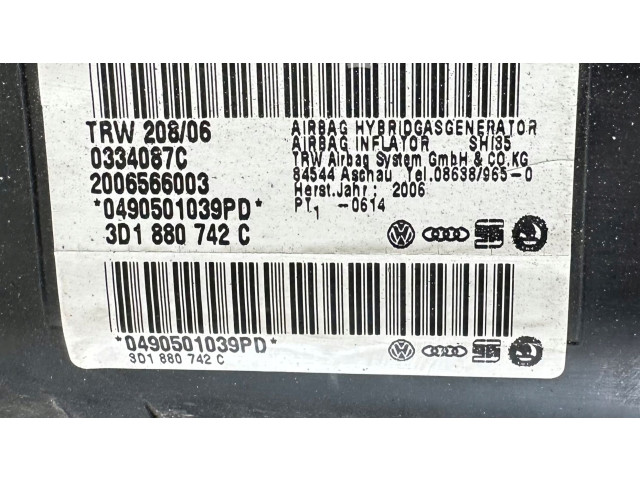 TRW 208/06
0334087C
2006566003
*0490501039PD*
3D1 880 742 C
AIRBAG HYBRIDGASGENERATOR
AIRBAG INFLATOR SHI35
TRW Airbag System GmbH & CO.KG
84544 Aschau Tel.08638/965-0
Herst.Jahr: 2006
PT1 -0614
*0490501039PD*
3D1 880 742 C